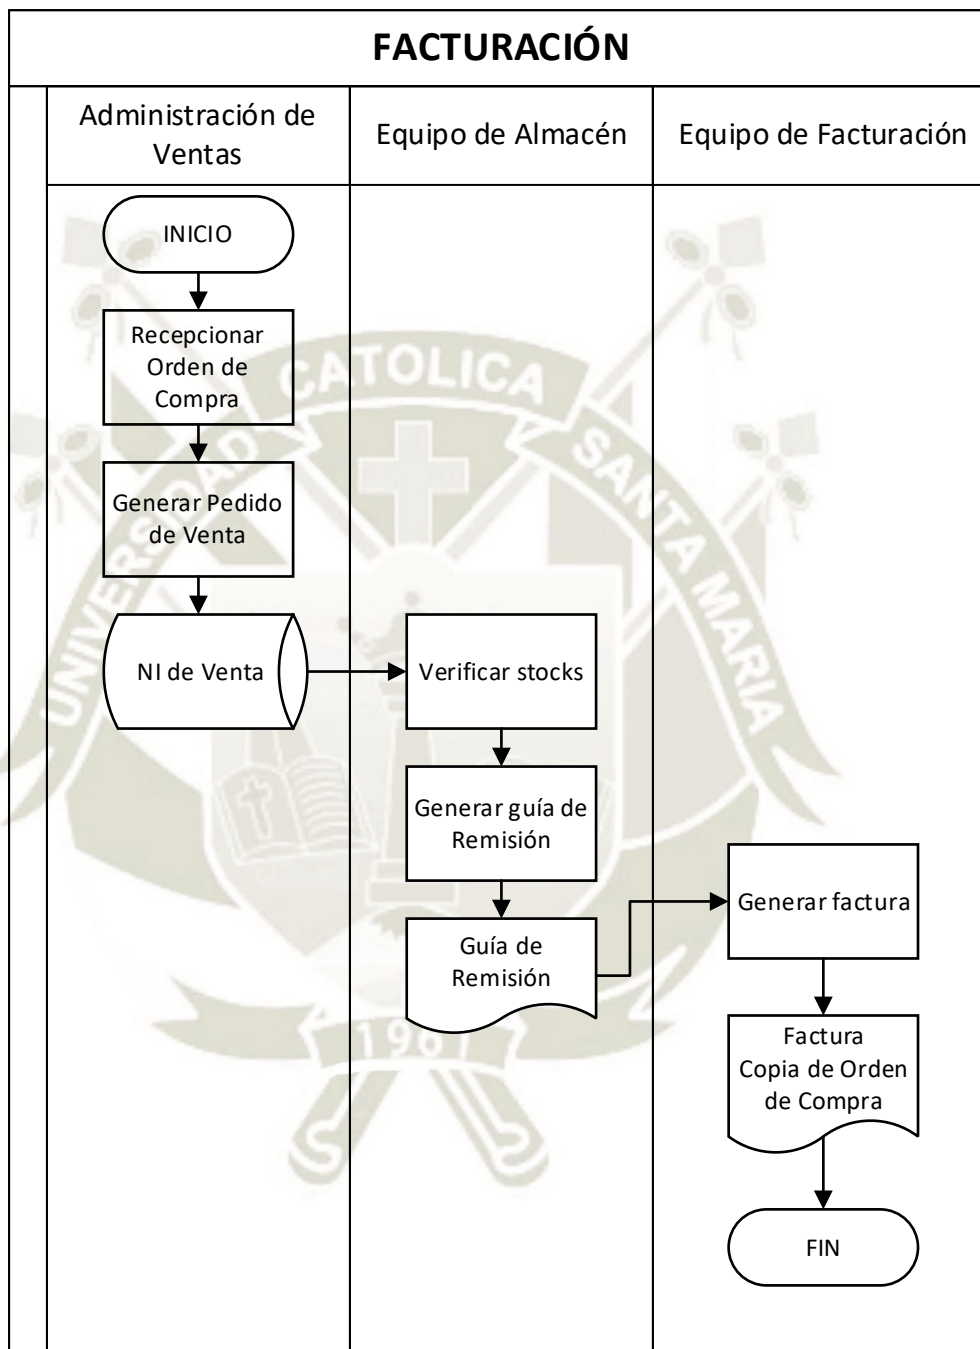 FACTURACIÓN
Administración de
Ventas
Equipo de Almacén
Equipo de Facturación
INICIO
Recepcionar
Orden de
Compra
Generar Pedido
de Venta
NI de Venta
Verificar stocks
Generar guía de
Remisión
Guía de
Remisión
Generar factura
Factura
Copia de Orden
de Compra
FIN
UNIVERSIDAD CATOLICA SANTA MARIA
1961